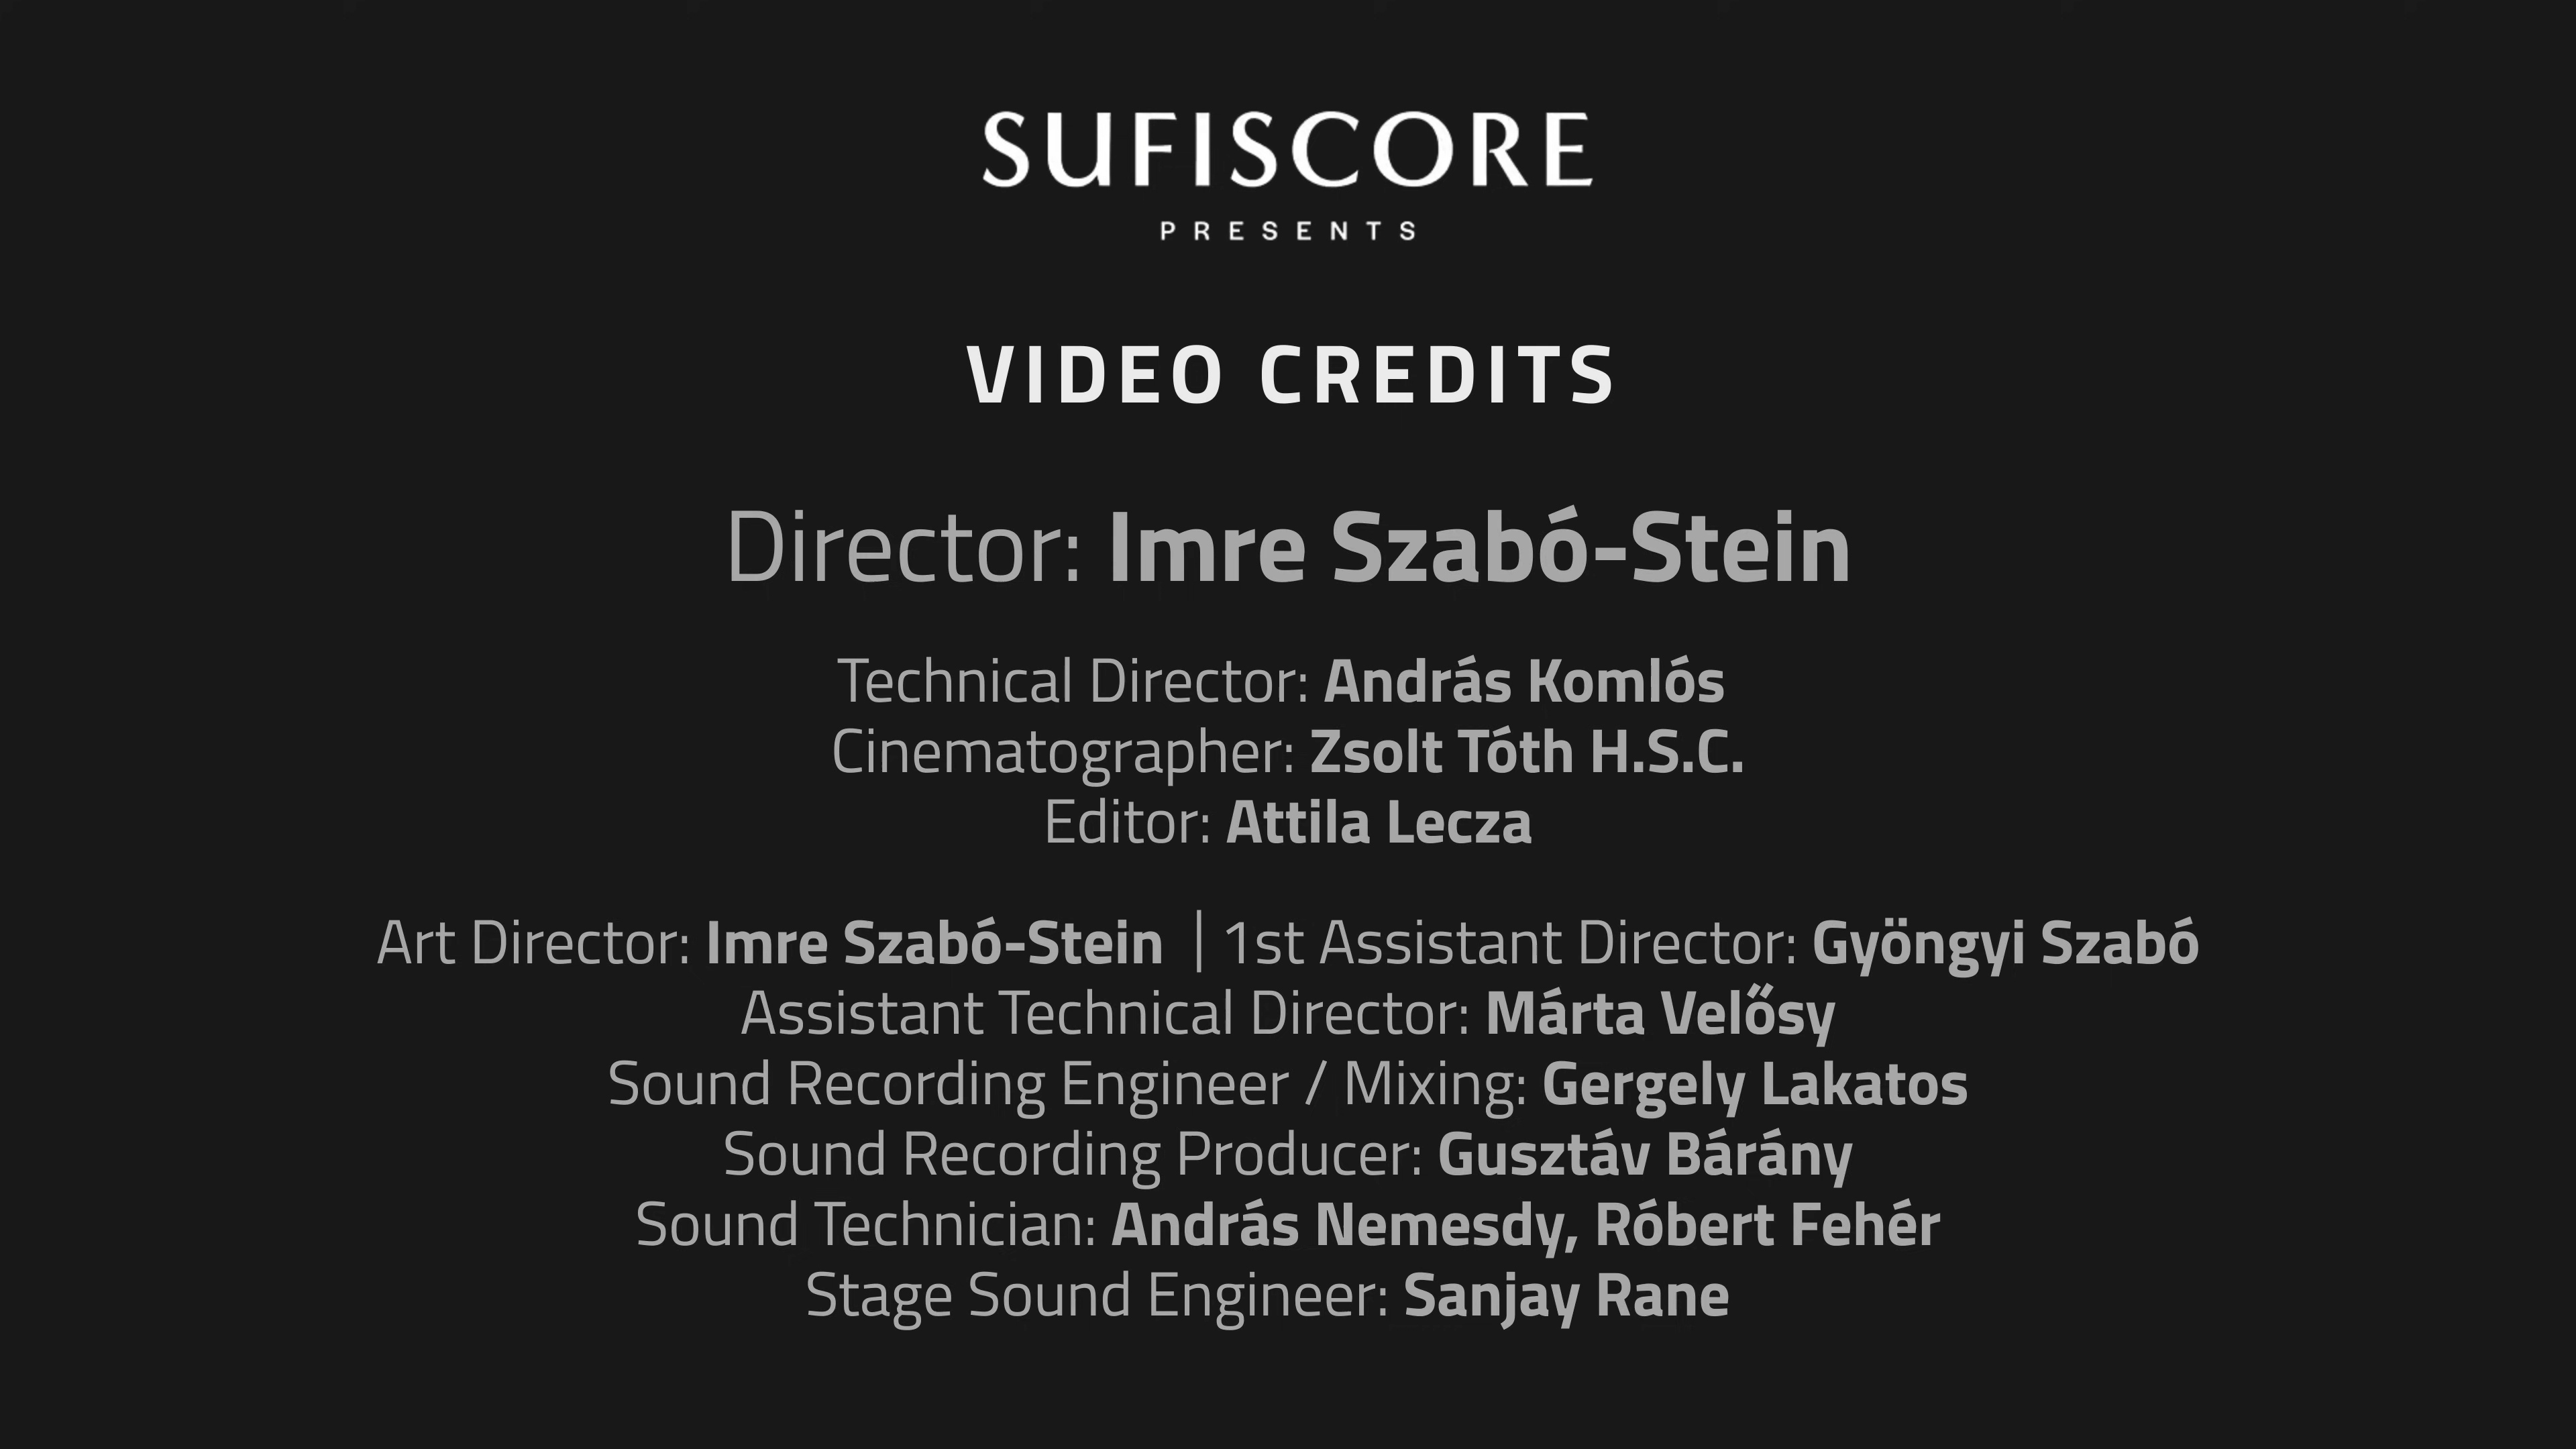 SUFISCORE
PRESENTS
VIDEO CREDITS
Director: Imre Szabó-Stein
Technical Director: András Komlós
Cinematographer: Zsolt Tóth H.S.C.
Editor: Attila Lecza
Art Director: Imre Szabó-Stein | 1st Assistant Director: Gyöngyi Szabó
Assistant Technical Director: Márta Velősy
Sound Recording Engineer / Mixing: Gergely Lakatos
Sound Recording Producer: Gusztáv Bárány
Sound Technician: András Nemesdy, Róbert Fehér
Stage Sound Engineer: Sanjay Rane